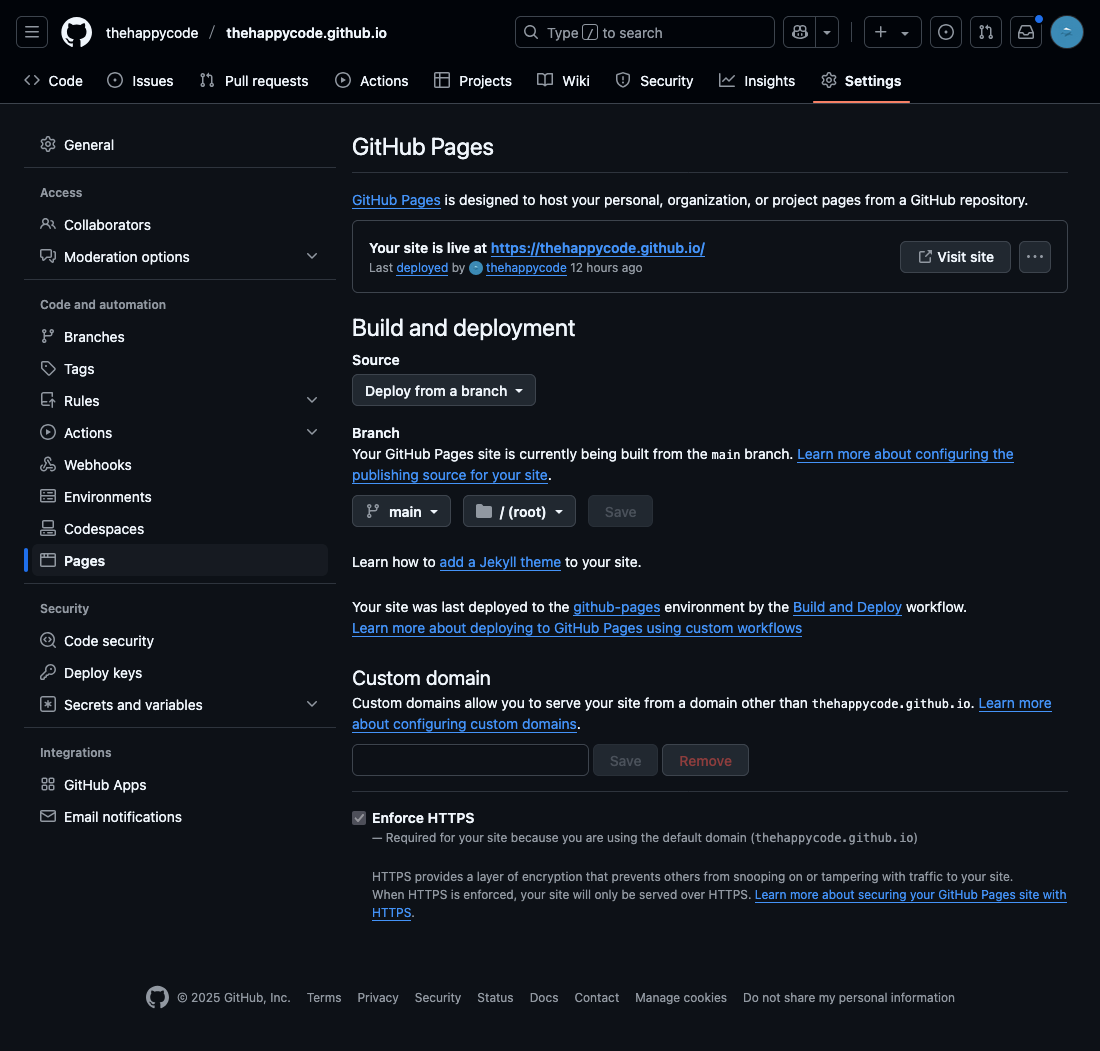 thehappycode / thehappycode.github.io
Type / to search
Code
Issues
Pull requests
Actions
Projects
Wiki
Security
Insights
Settings
General
Access
Collaborators
Moderation options
Code and automation
Branches
Tags
Rules
Actions
Webhooks
Environments
Codespaces
Pages
Security
Code security
Deploy keys
Secrets and variables
Integrations
GitHub Apps
Email notifications
GitHub Pages
GitHub Pages is designed to host your personal, organization, or project pages from a GitHub repository.
Your site is live at https://thehappycode.github.io/
Last deployed by thehappycode 12 hours ago
Visit site
Build and deployment
Source
Deploy from a branch
Branch
Your GitHub Pages site is currently being built from the main branch. Learn more about configuring the
publishing source for your site.
main
/ (root)
Save
Learn how to add a Jekyll theme to your site.
Your site was last deployed to the github-pages environment by the Build and Deploy workflow.
Learn more about deploying to GitHub Pages using custom workflows
Custom domain
Custom domains allow you to serve your site from a domain other than thehappycode.github.io. Learn more
about configuring custom domains.
Save
Remove
Enforce HTTPS
— Required for your site because you are using the default domain (thehappycode.github.io)
HTTPS provides a layer of encryption that prevents others from snooping on or tampering with traffic to your site.
When HTTPS is enforced, your site will only be served over HTTPS. Learn more about securing your GitHub Pages site with
HTTPS.
© 2025 GitHub, Inc.
Terms
Privacy
Security
Status
Docs
Contact
Manage cookies
Do not share my personal information